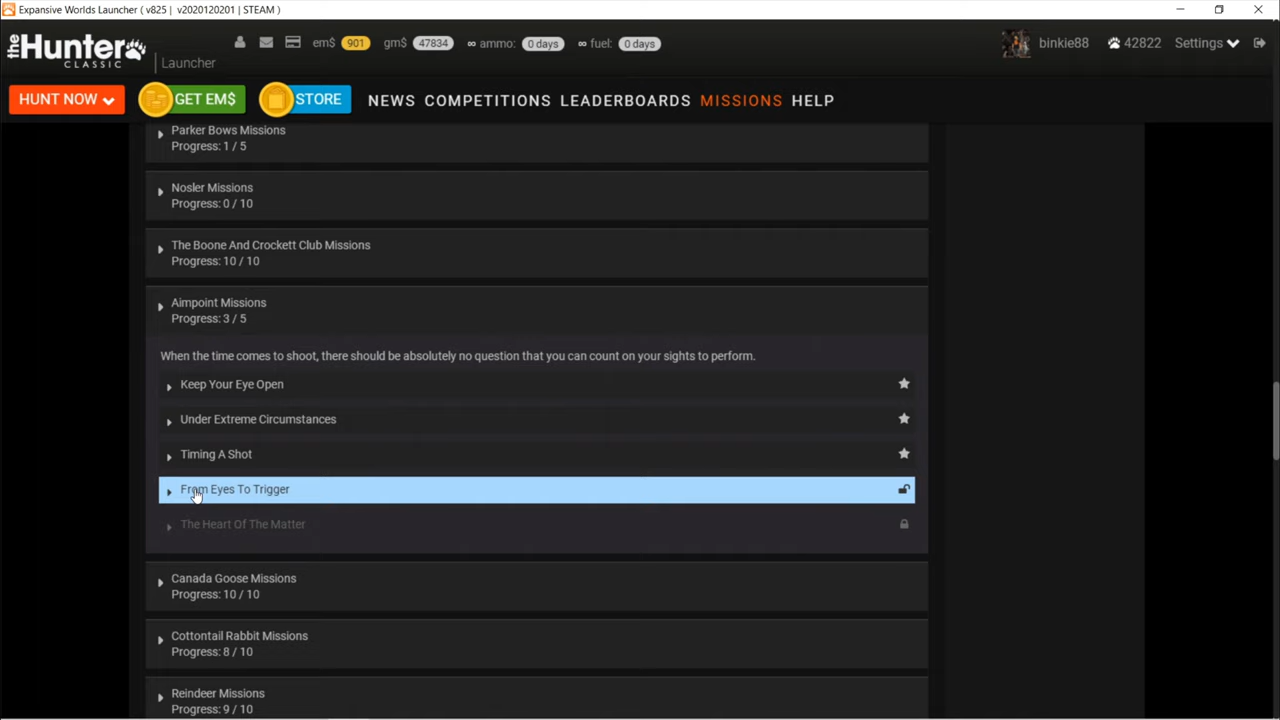 Expansive Worlds Launcher ( v825 | v2020120201 | STEAM )
theHunter CLASSIC | Launcher
em$ 901 gm$ 47834 ∞ ammo: 0 days ∞ fuel: 0 days binkie88 42822 Settings
HUNT NOW GET EM$ STORE NEWS COMPETITIONS LEADERBOARDS MISSIONS HELP
Parker Bows Missions
Progress: 1 / 5
Nosler Missions
Progress: 0 / 10
The Boone And Crockett Club Missions
Progress: 10 / 10
Aimpoint Missions
Progress: 3 / 5
When the time comes to shoot, there should be absolutely no question that you can count on your sights to perform.
Keep Your Eye Open
Under Extreme Circumstances
Timing A Shot
From Eyes To Trigger
The Heart Of The Matter
Canada Goose Missions
Progress: 10 / 10
Cottontail Rabbit Missions
Progress: 8 / 10
Reindeer Missions
Progress: 9 / 10